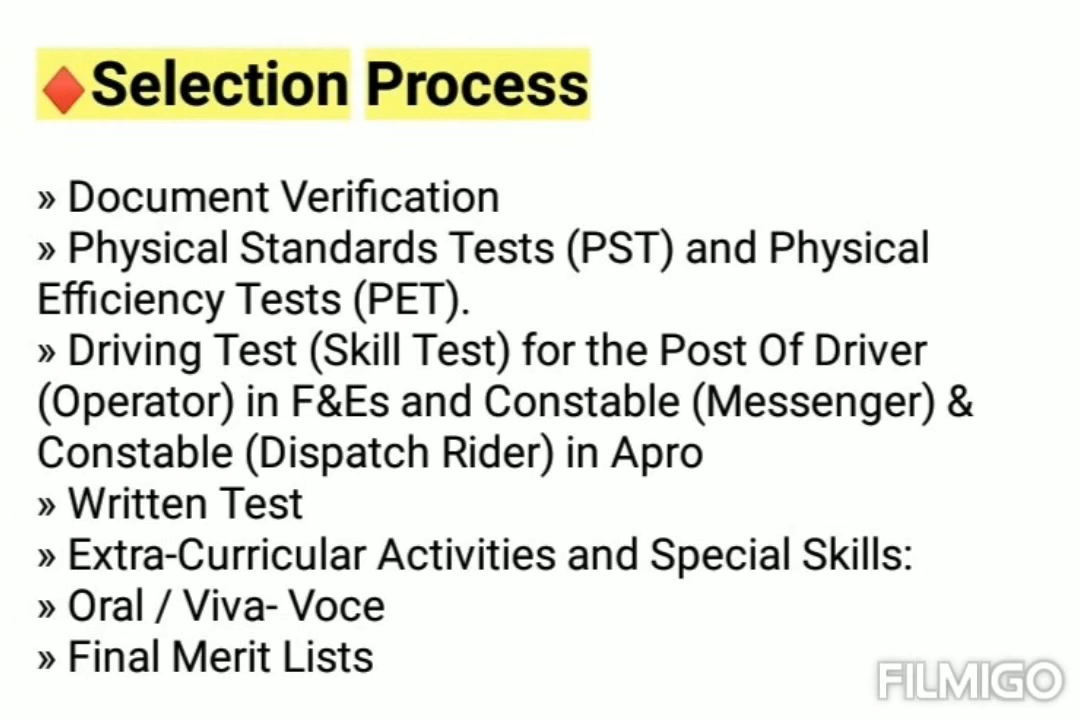 ♦Selection Process
» Document Verification
» Physical Standards Tests (PST) and Physical
Efficiency Tests (PET).
» Driving Test (Skill Test) for the Post Of Driver
(Operator) in F&Es and Constable (Messenger) &
Constable (Dispatch Rider) in Apro
» Written Test
» Extra-Curricular Activities and Special Skills:
» Oral / Viva- Voce
» Final Merit Lists
FILMIGO